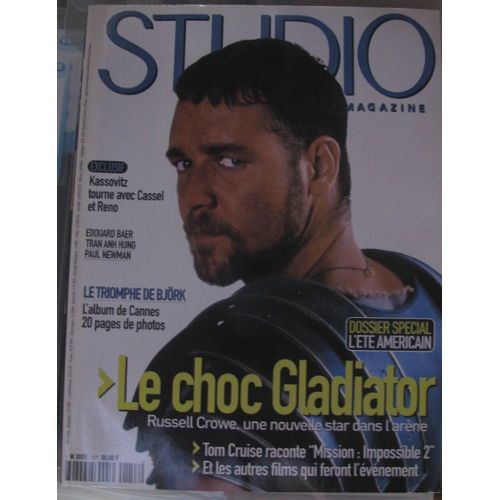 STUDIO
MAGAZINE
EXCLUSIF
Kassovitz
tourne avec Cassel
et Reno
EDOUARD BAER
TRAN ANH HUNG
PAUL NEWMAN
LE TRIOMPHE DE BJÖRK
L'album de Cannes
20 pages de photos
DOSSIER SPECIAL
L'ETE AMERICAIN
>Le choc Gladiator
Russell Crowe, une nouvelle star dans l'arène
> Tom Cruise raconte "Mission : Impossible 2"
> Et les autres films qui feront l'événement
30,00 F